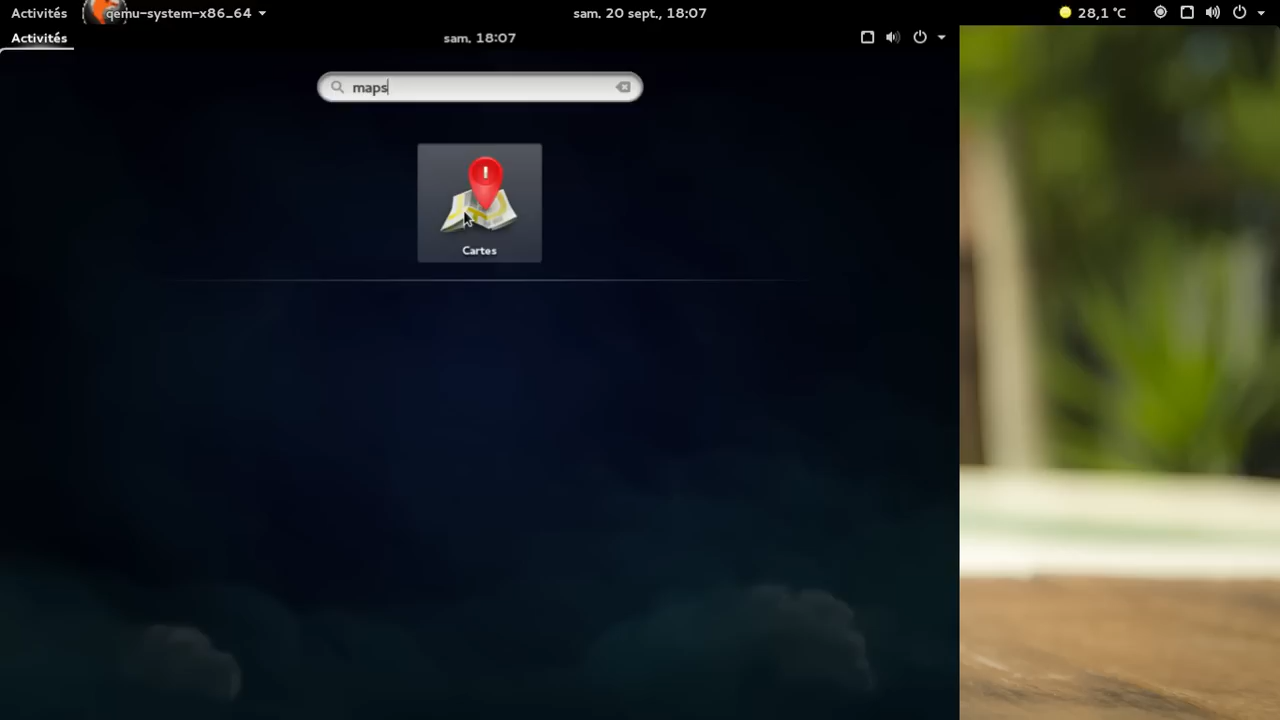 Activités qemu-system-x86_64 sam. 20 sept., 18:07 28,1 °C
Activités sam. 18:07
maps
Cartes